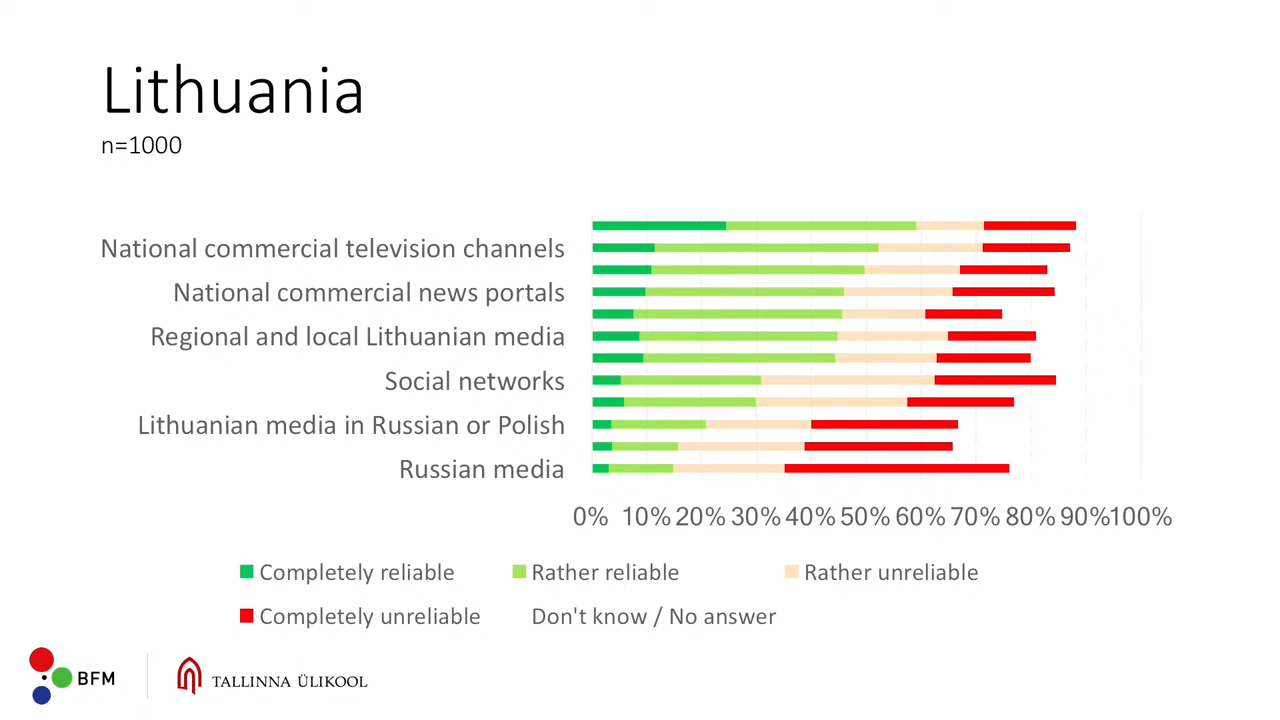 Lithuania
n=1000
National commercial television channels
National commercial news portals
Regional and local Lithuanian media
Social networks
Lithuanian media in Russian or Polish
Russian media
0% 10% 20% 30% 40% 50% 60% 70% 80% 90% 100%
Completely reliable Rather reliable Rather unreliable
Completely unreliable Don't know / No answer
BFM TALLINNA ÜLIKOOL